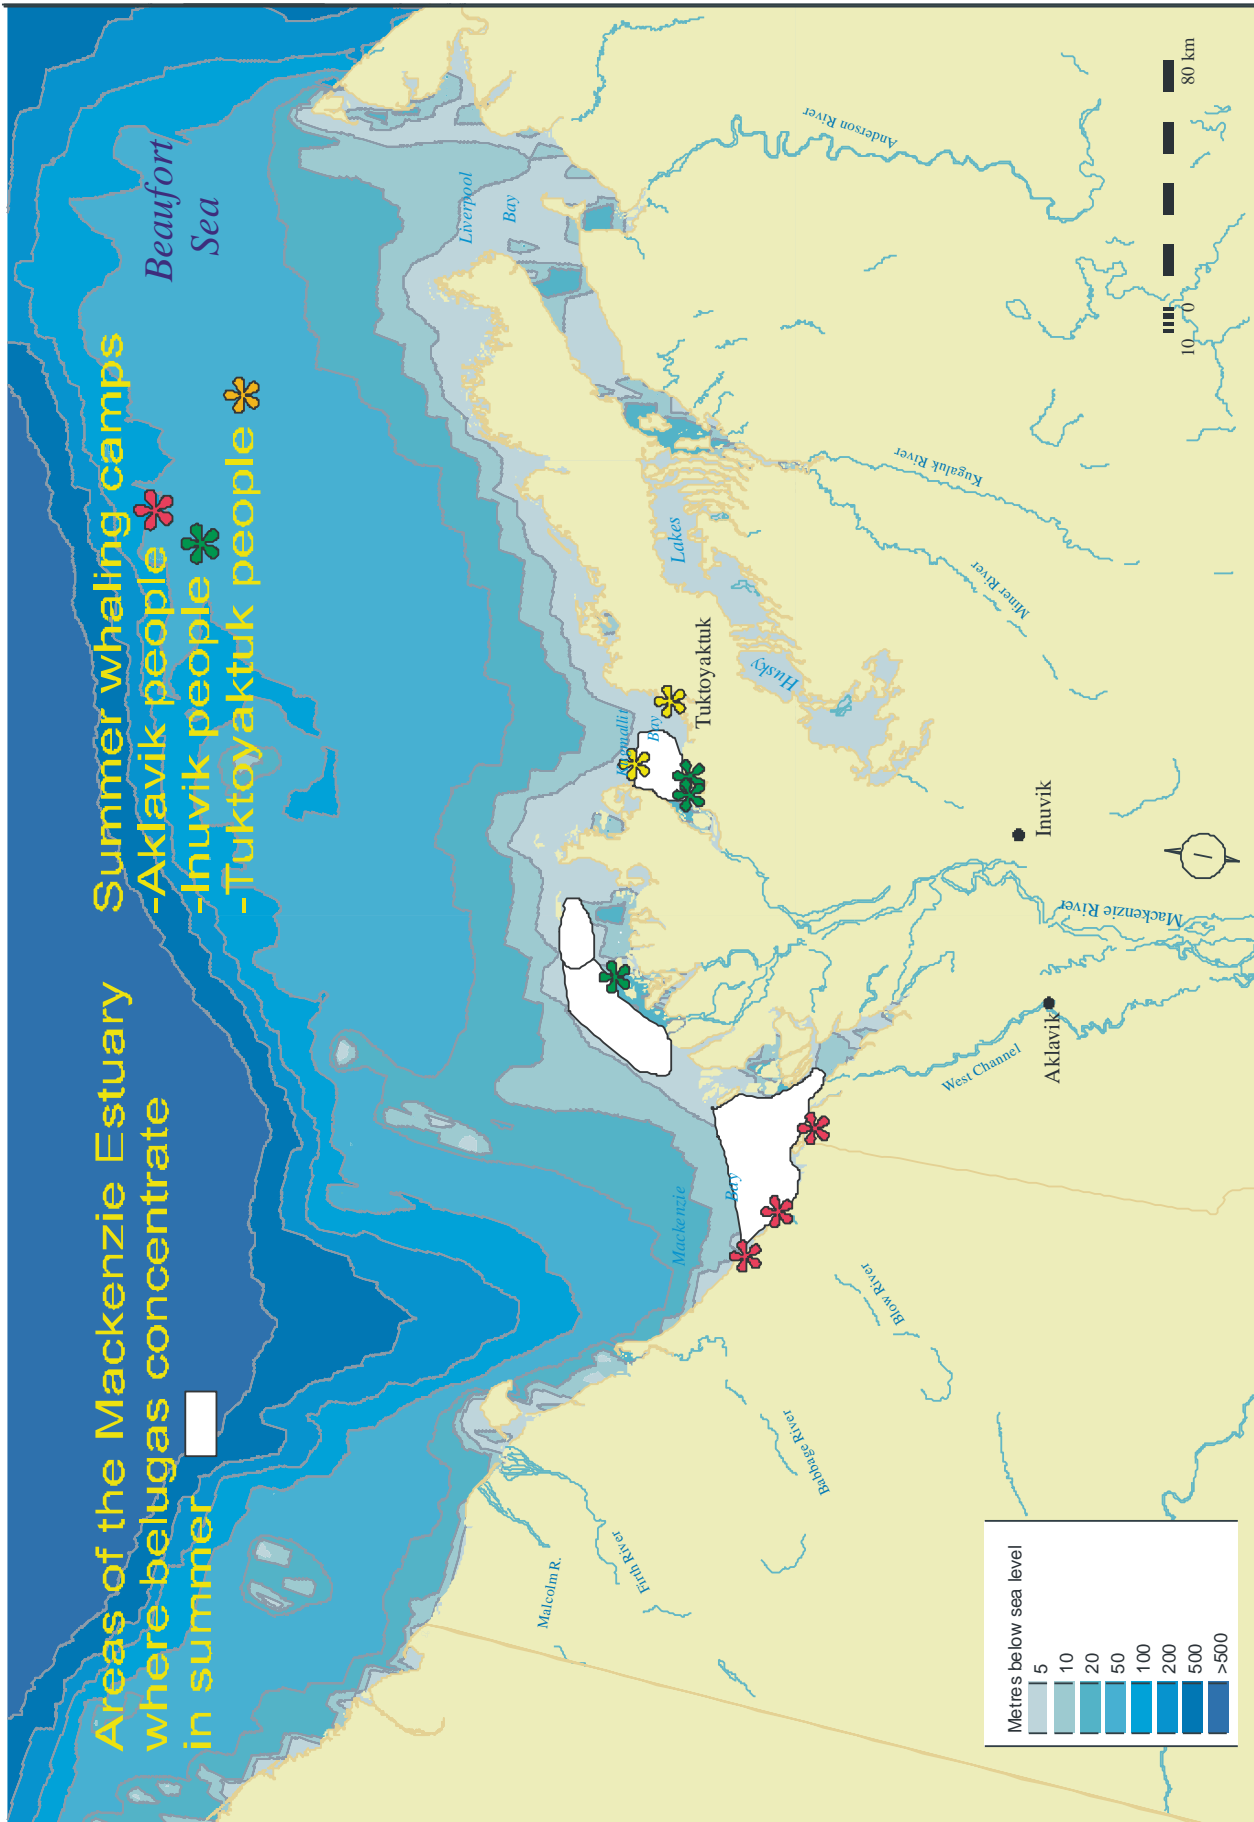 Areas of the Mackenzie Estuary
where belugas concentrate
in summer
Summer whaling camps
-Aklavik people
-Inuvik people
- Tuktoyaktuk people
Beaufort
Sea
Liverpool
Bay
Anderson River
Lakes
Husky
Kugaluk River
Miner River
Bay
Tuktoyaktuk
Inuvik
Mackenzie River
Aklavik
West Channel
Mackenzie
Bay
Blow River
Babbage River
Firth River
Malcolm R.
10 0 80 km
Metres below sea level
5
10
20
50
100
200
500
>500